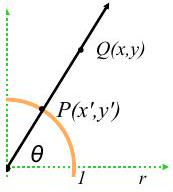 Q(x,y)
P(x',y')
θ
1 r